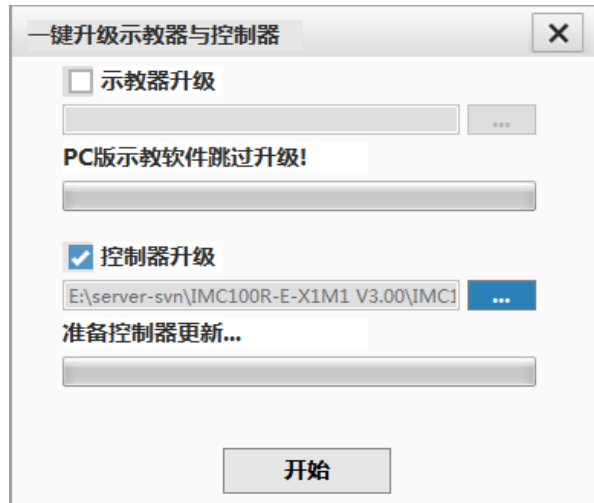 一键升级示教器与控制器
示教器升级
...
PC版示教软件跳过升级!
控制器升级
E:\server-svn\IMC100R-E-X1M1 V3.00\IMC1
...
准备控制器更新...
开始